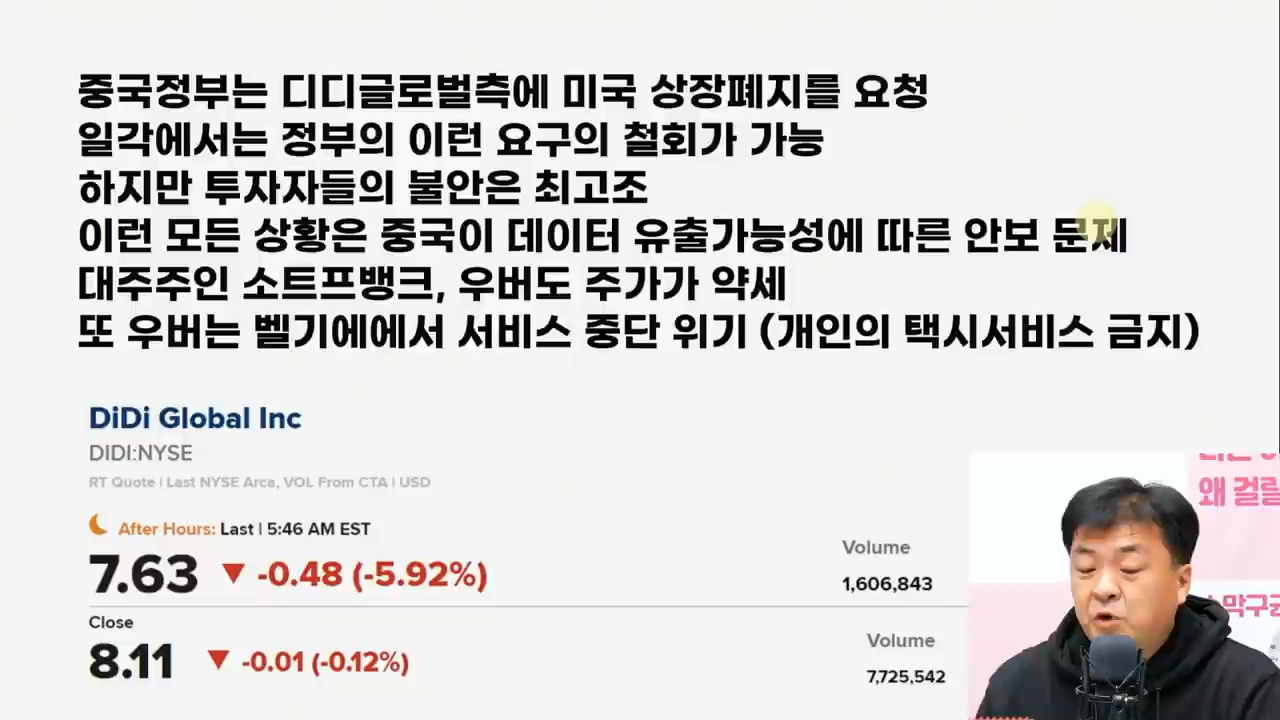 중국정부는 디디글로벌측에 미국 상장폐지를 요청
일각에서는 정부의 이런 요구의 철회가 가능
하지만 투자자들의 불안은 최고조
이런 모든 상황은 중국이 데이터 유출가능성에 따른 안보 문제
대주주인 소트프뱅크, 우버도 주가가 약세
또 우버는 벨기에에서 서비스 중단 위기 (개인의 택시서비스 금지)
DiDi Global Inc
DIDI:NYSE
RT Quote | Last NYSE Arca, VOL From CTA | USD
After Hours: Last | 5:46 AM EST
7.63 ▼ -0.48 (-5.92%)
Volume
1,606,843
Close
8.11 ▼ -0.01 (-0.12%)
Volume
7,725,542
왜 걸릴
막구균